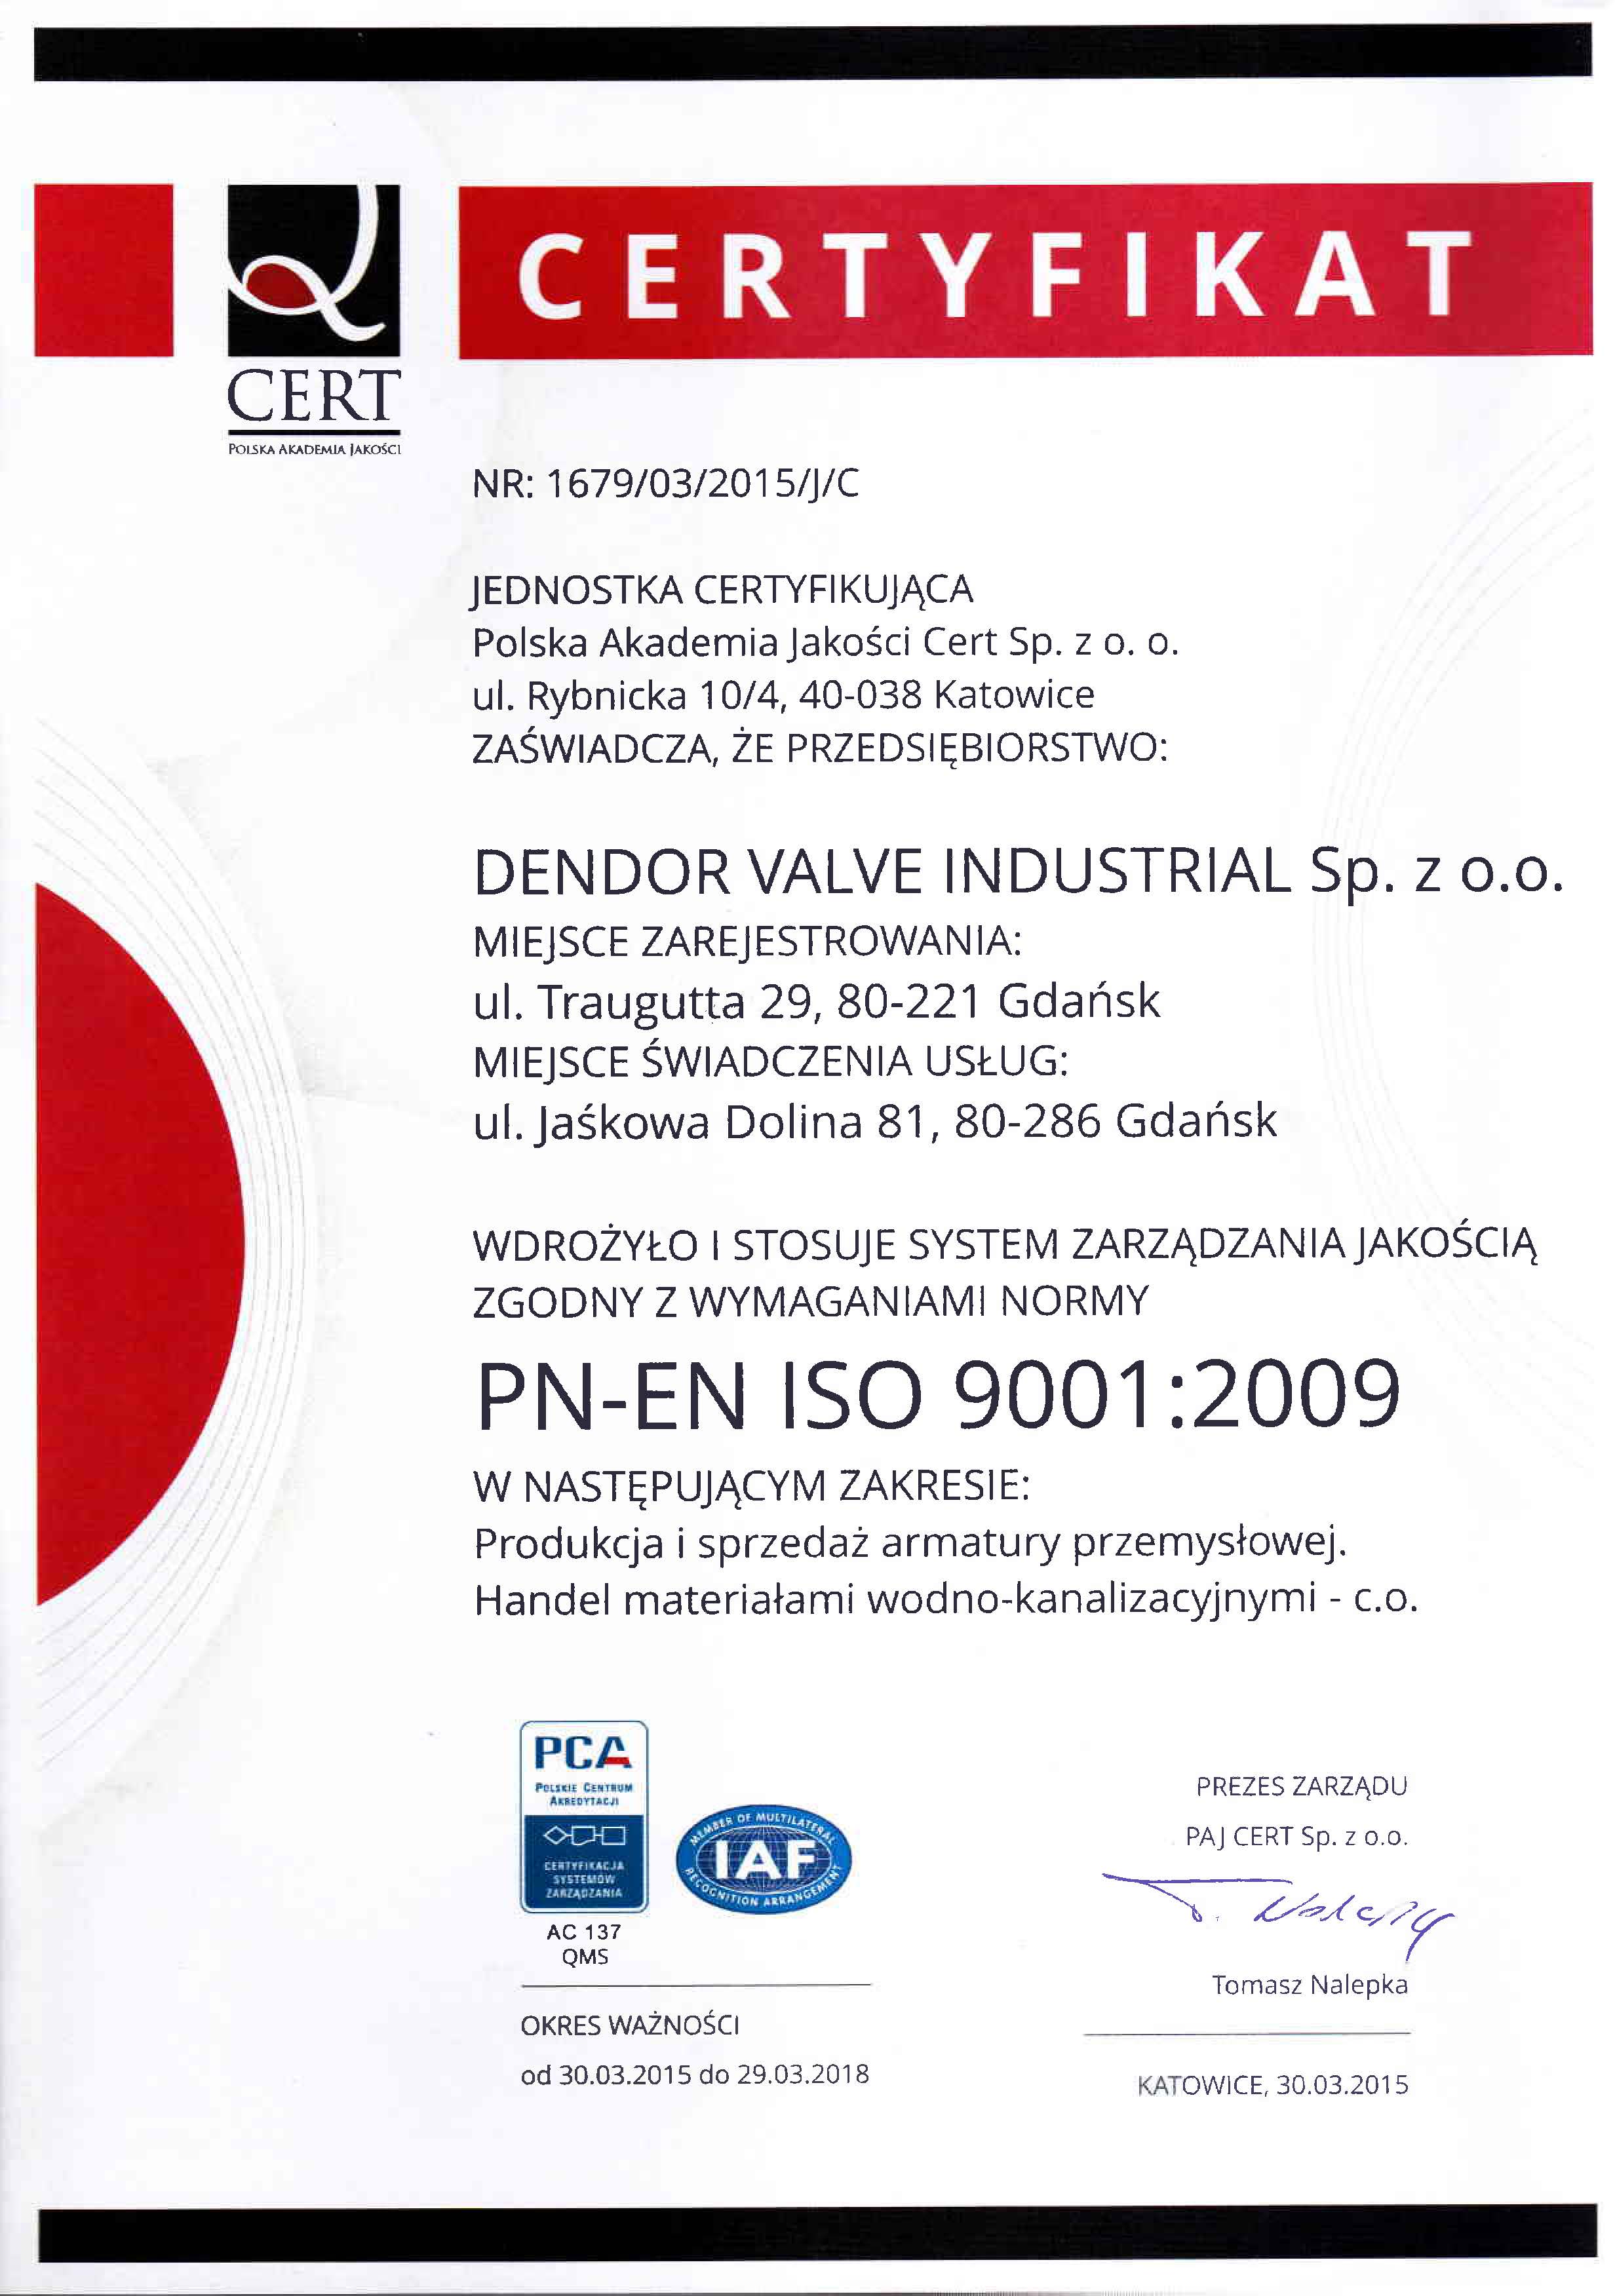 CERTYFIKAT
CERT
POLSKA AKADEMIA JAKOŚCI
NR: 1679/03/2015/J/C
JEDNOSTKA CERTYFIKUJĄCA
Polska Akademia Jakości Cert Sp. z o. o.
ul. Rybnicka 10/4, 40-038 Katowice
ZAŚWIADCZA, ŻE PRZEDSIĘBIORSTWO:
DENDOR VALVE INDUSTRIAL Sp. z o.o.
MIEJSCE ZAREJESTROWANIA:
ul. Traugutta 29, 80-221 Gdańsk
MIEJSCE ŚWIADCZENIA USŁUG:
ul. Jaśkowa Dolina 81, 80-286 Gdańsk
WDROŻYŁO I STOSUJE SYSTEM ZARZĄDZANIA JAKOŚCIĄ
ZGODNY Z WYMAGANIAMI NORMY
PN-EN ISO 9001:2009
W NASTĘPUJĄCYM ZAKRESIE:
Produkcja i sprzedaż armatury przemysłowej.
Handel materiałami wodno-kanalizacyjnymi - c.o.
PCA
POLSKIE CENTRUM
AKREDYTACJI
CERTYFIKACJA
SYSTEMÓW
ZARZĄDZANIA
AC 137
QMS
MEMBER OF MULTILATERAL
IAF
RECOGNITION ARRANGEMENT
OKRES WAŻNOŚCI
od 30.03.2015 do 29.03.2018
PREZES ZARZĄDU
PAJ CERT Sp. z o.o.
T. Nalepka
Tomasz Nalepka
KATOWICE, 30.03.2015